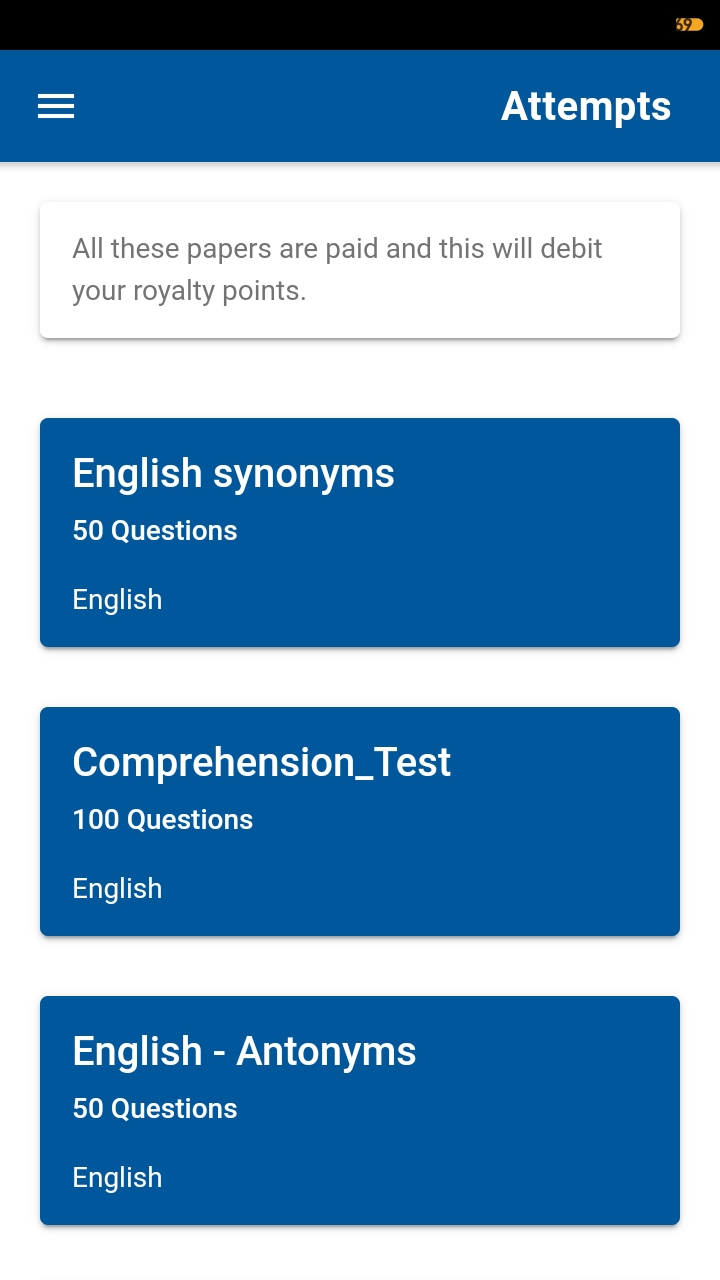 69
Attempts
All these papers are paid and this will debit
your royalty points.
English synonyms
50 Questions
English
Comprehension_Test
100 Questions
English
English - Antonyms
50 Questions
English